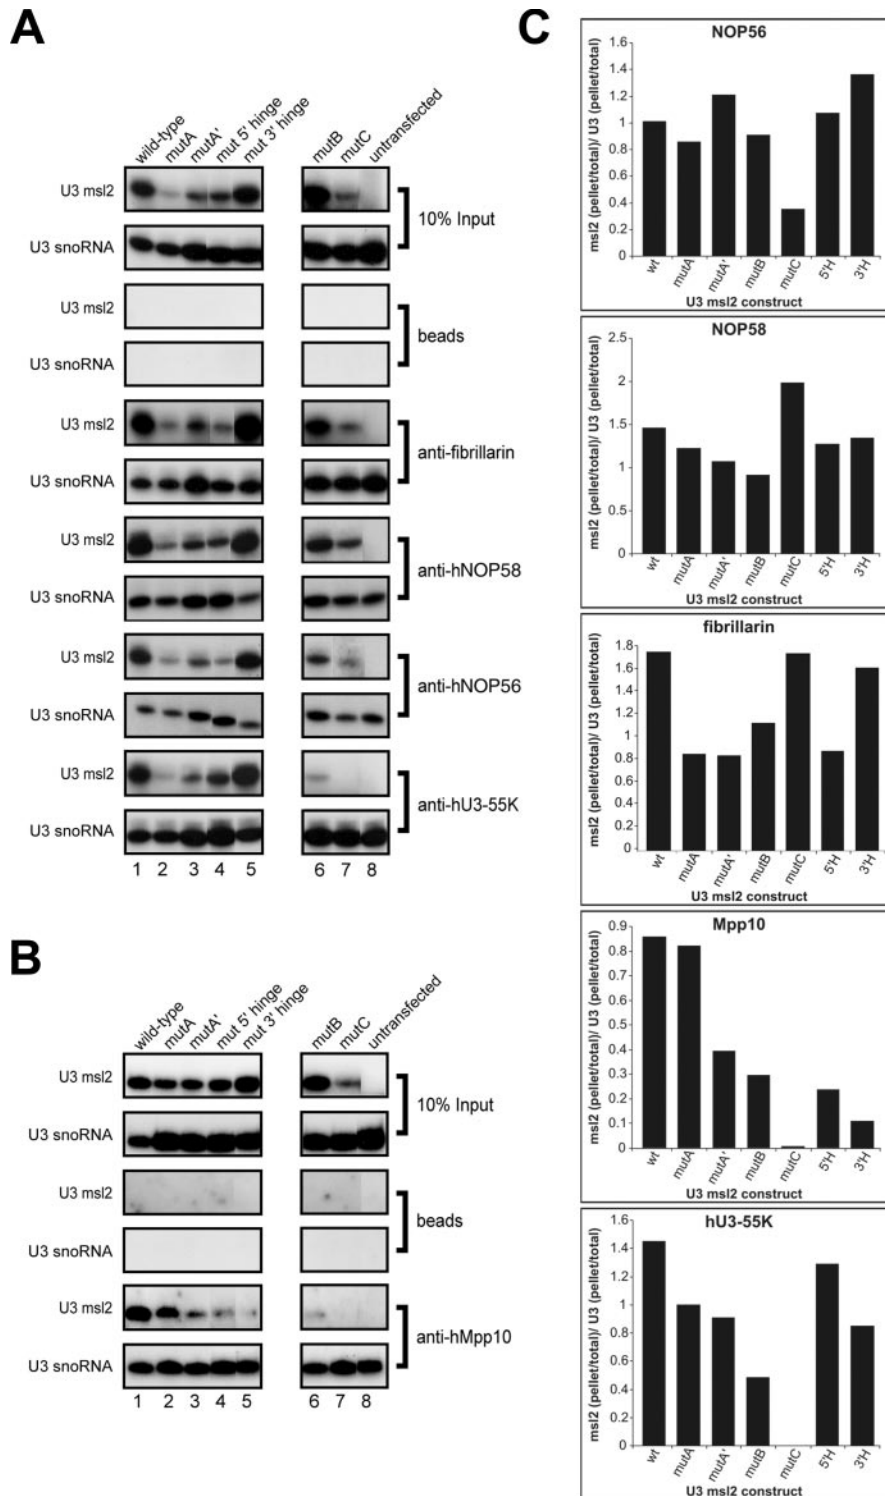 A
wild-type
mutA
mutA'
mut 5' hinge
mut 3' hinge
mutB
mutC
untransfected
U3 msl2
U3 snoRNA
10% Input
U3 msl2
U3 snoRNA
beads
U3 msl2
U3 snoRNA
anti-fibrillarin
U3 msl2
U3 snoRNA
anti-hNOP58
U3 msl2
U3 snoRNA
anti-hNOP56
U3 msl2
U3 snoRNA
anti-hU3-55K
1 2 3 4 5 6 7 8
B
wild-type
mutA
mutA'
mut 5' hinge
mut 3' hinge
mutB
mutC
untransfected
U3 msl2
U3 snoRNA
10% Input
U3 msl2
U3 snoRNA
beads
U3 msl2
U3 snoRNA
anti-hMpp10
1 2 3 4 5 6 7 8
C
NOP56
msl2 (pellet/total)/ U3 (pellet/total)
1.6
1.4
1.2
1
0.8
0.6
0.4
0.2
0
wt mutA mutA' mutB mutC 5'H 3'H
U3 msl2 construct
NOP58
msl2 (pellet/total)/ U3 (pellet/total)
2.5
2
1.5
1
0.5
0
wt mutA mutA' mutB mutC 5'H 3'H
U3 msl2 construct
fibrillarin
msl2 (pellet/total)/ U3 (pellet/total)
1.8
1.6
1.4
1.2
1
0.8
0.6
0.4
0.2
0
wt mutA mutA' mutB mutC 5'H 3'H
U3 msl2 construct
Mpp10
msl2 (pellet/total)/ U3 (pellet/total)
0.9
0.8
0.7
0.6
0.5
0.4
0.3
0.2
0.1
0
wt mutA mutA' mutB mutC 5'H 3'H
U3 msl2 construct
hU3-55K
msl2 (pellet/total)/ U3 (pellet/total)
1.6
1.4
1.2
1
0.8
0.6
0.4
0.2
0
wt mutA mutA' mutB mutC 5'H 3'H
U3 msl2 construct